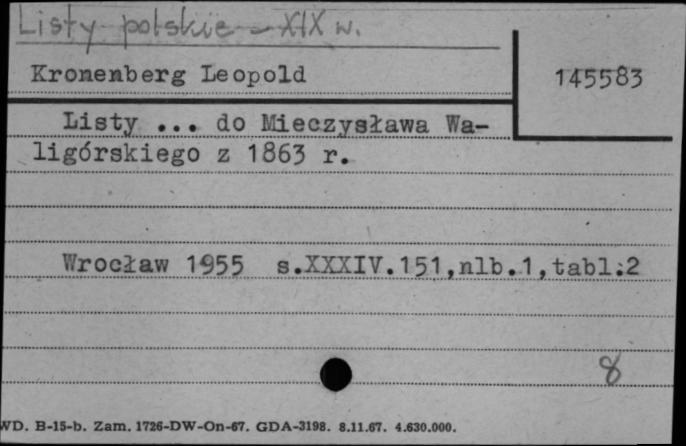 Listy polskie - XIX w.
Kronenberg Leopold
145583
Listy ... do Mieczysława Wa-
ligórskiego z 1863 r.
Wrocław 1955 s.XXXIV.151,nlb.1,tabl.2
8
WD. B-15-b. Zam. 1726-DW-On-67. GDA-3198. 8.11.67. 4.630.000.